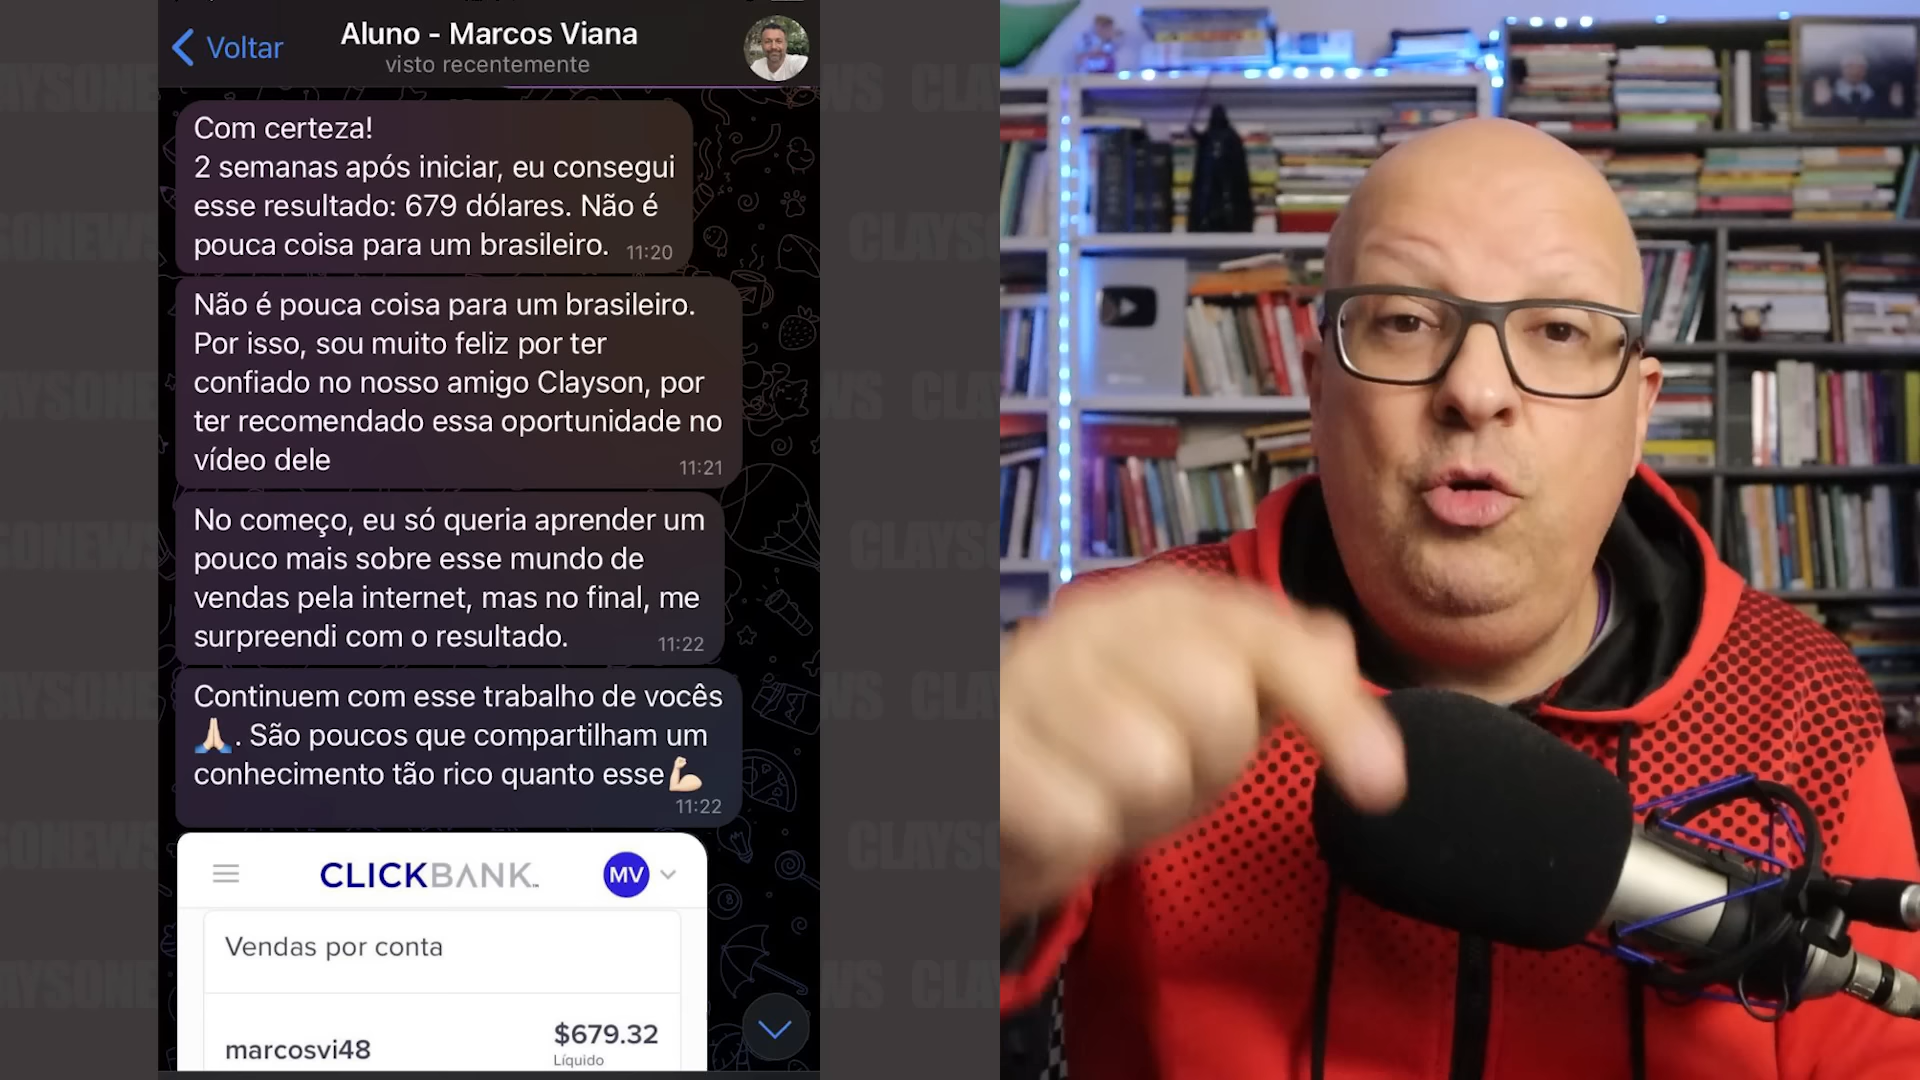 Voltar
Aluno - Marcos Viana
visto recentemente
Com certeza!
2 semanas após iniciar, eu consegui
esse resultado: 679 dólares. Não é
pouca coisa para um brasileiro. 11:20
Não é pouca coisa para um brasileiro.
Por isso, sou muito feliz por ter
confiado no nosso amigo Clayson, por
ter recomendado essa oportunidade no
vídeo dele 11:21
No começo, eu só queria aprender um
pouco mais sobre esse mundo de
vendas pela internet, mas no final, me
surpreendi com o resultado. 11:22
Continuem com esse trabalho de vocês
🙏🏻. São poucos que compartilham um
conhecimento tão rico quanto esse💪🏻
11:22
CLICKBANK
MV
Vendas por conta
marcosvi48
$679.32
Líquido